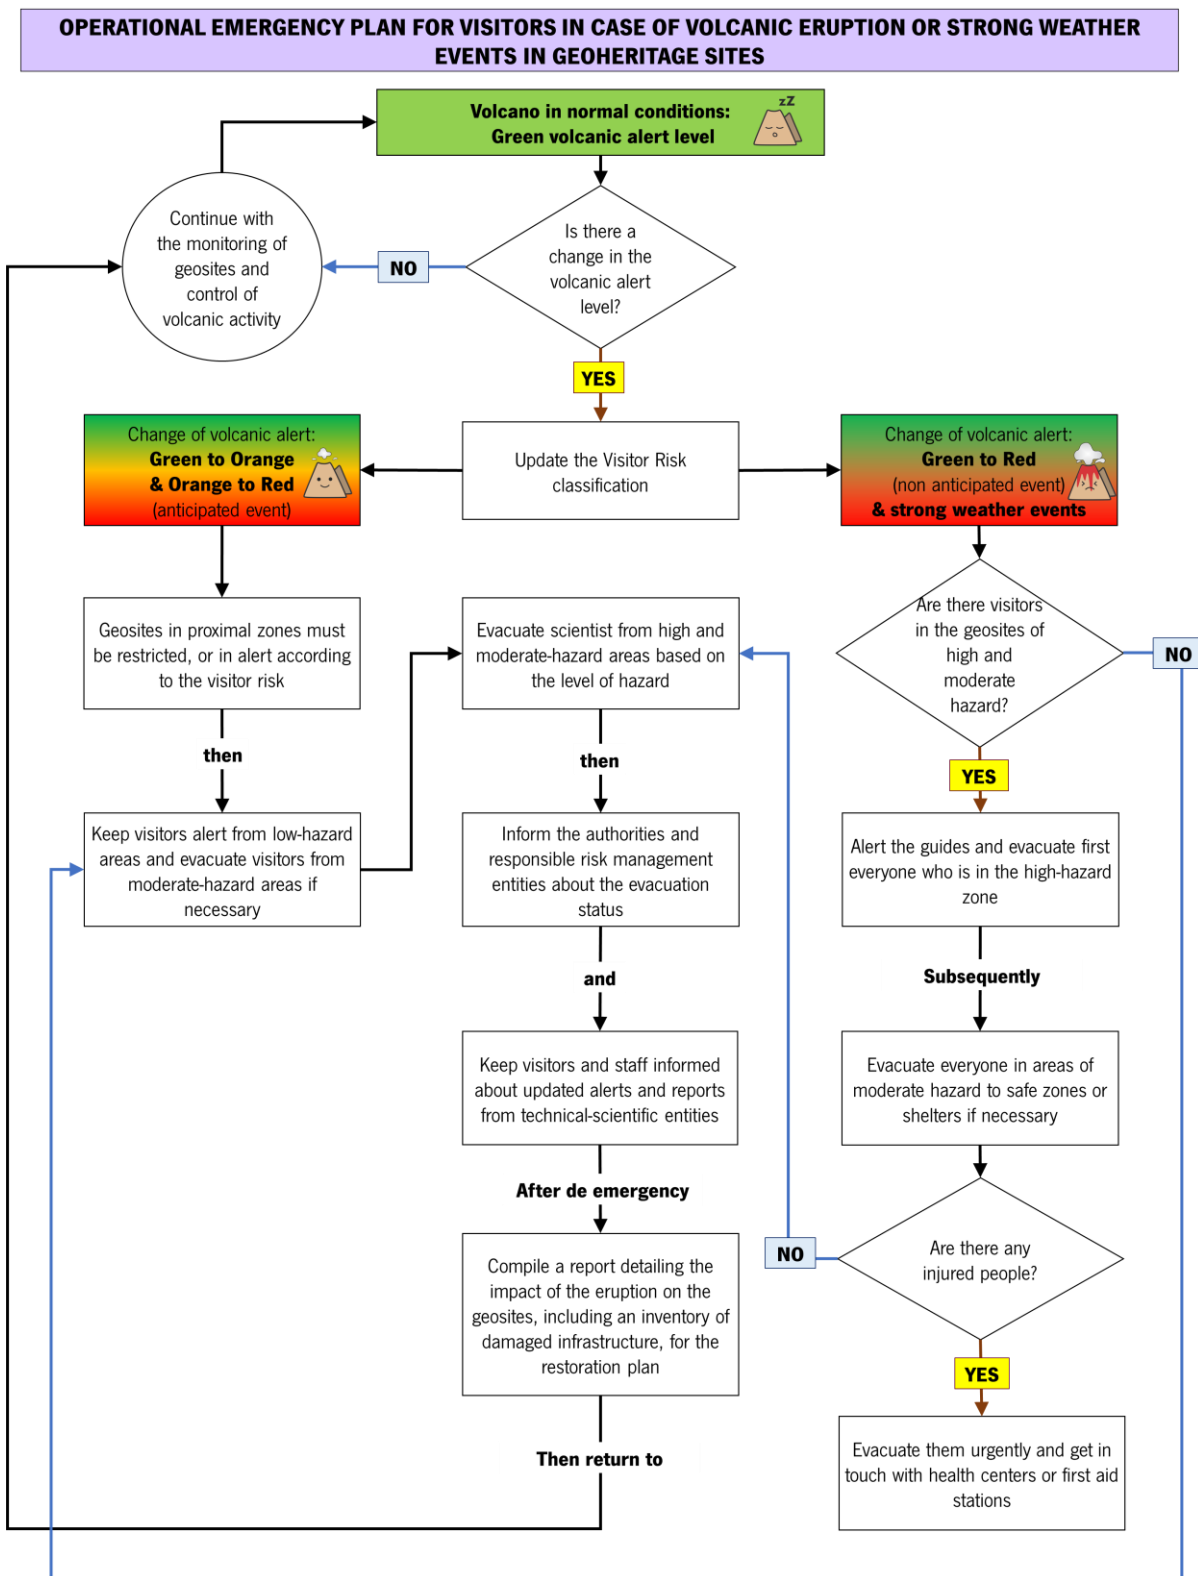 OPERATIONAL EMERGENCY PLAN FOR VISITORS IN CASE OF VOLCANIC ERUPTION OR STRONG WEATHER
EVENTS IN GEOHERITAGE SITES
Volcano in normal conditions:
Green volcanic alert level
zZ
Continue with
the monitoring of
geosites and
control of
volcanic activity
NO
Is there a
change in the
volcanic alert
level?
YES
Change of volcanic alert:
Green to Orange
& Orange to Red
(anticipated event)
Update the Visitor Risk
classification
Change of volcanic alert:
Green to Red
(non anticipated event)
& strong weather events
Geosites in proximal zones must
be restricted, or in alert according
to the visitor risk
Evacuate scientist from high and
moderate-hazard areas based on
the level of hazard
Are there visitors
in the geosites of
high and
moderate
hazard?
NO
then
then
YES
Keep visitors alert from low-hazard
areas and evacuate visitors from
moderate-hazard areas if
necessary
Inform the authorities and
responsible risk management
entities about the evacuation
status
Alert the guides and evacuate first
everyone who is in the high-hazard
zone
and
Subsequently
Keep visitors and staff informed
about updated alerts and reports
from technical-scientific entities
Evacuate everyone in areas of
moderate hazard to safe zones or
shelters if necessary
After de emergency
NO
Are there any
injured people?
Compile a report detailing the
impact of the eruption on the
geosites, including an inventory of
damaged infrastructure, for the
restoration plan
YES
Then return to
Evacuate them urgently and get in
touch with health centers or first aid
stations